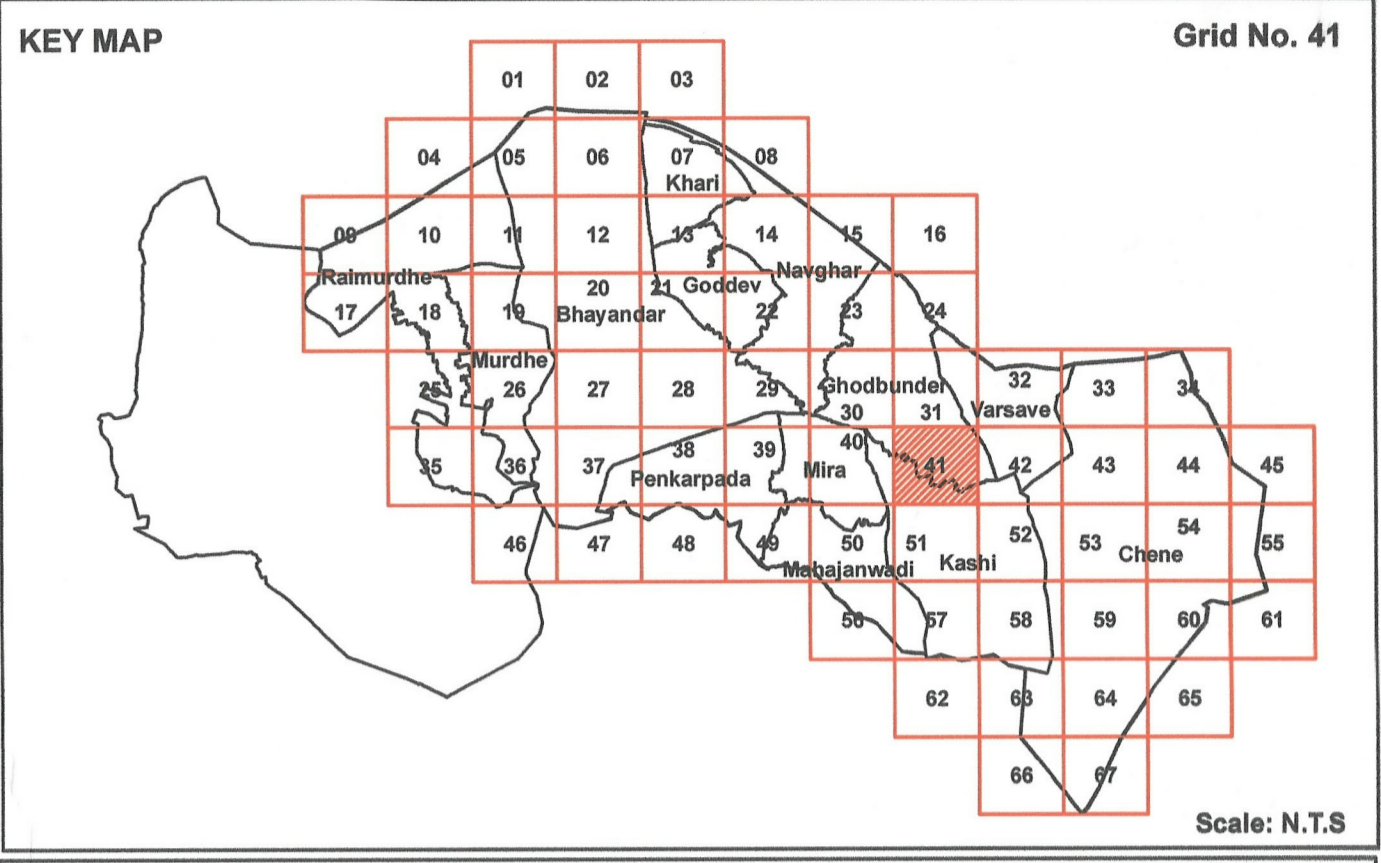 KEY MAP
Grid No. 41
01 02 03
04 05 06 07 08
Khari
09 10 11 12 13 14 15 16
Raimurdhe Goddev Navghar
17 18 19 20 21 22 23 24
Bhayandar
Murdhe
25 26 27 28 29 30 31 32 33 34
Ghodbunder
Varsave
35 36 37 38 39 40 41 42 43 44 45
Penkarpada Mira
46 47 48 49 50 51 52 53 54 55
Mahajanwadi Kashi Chene
56 57 58 59 60 61
62 63 64 65
66 67
Scale: N.T.S